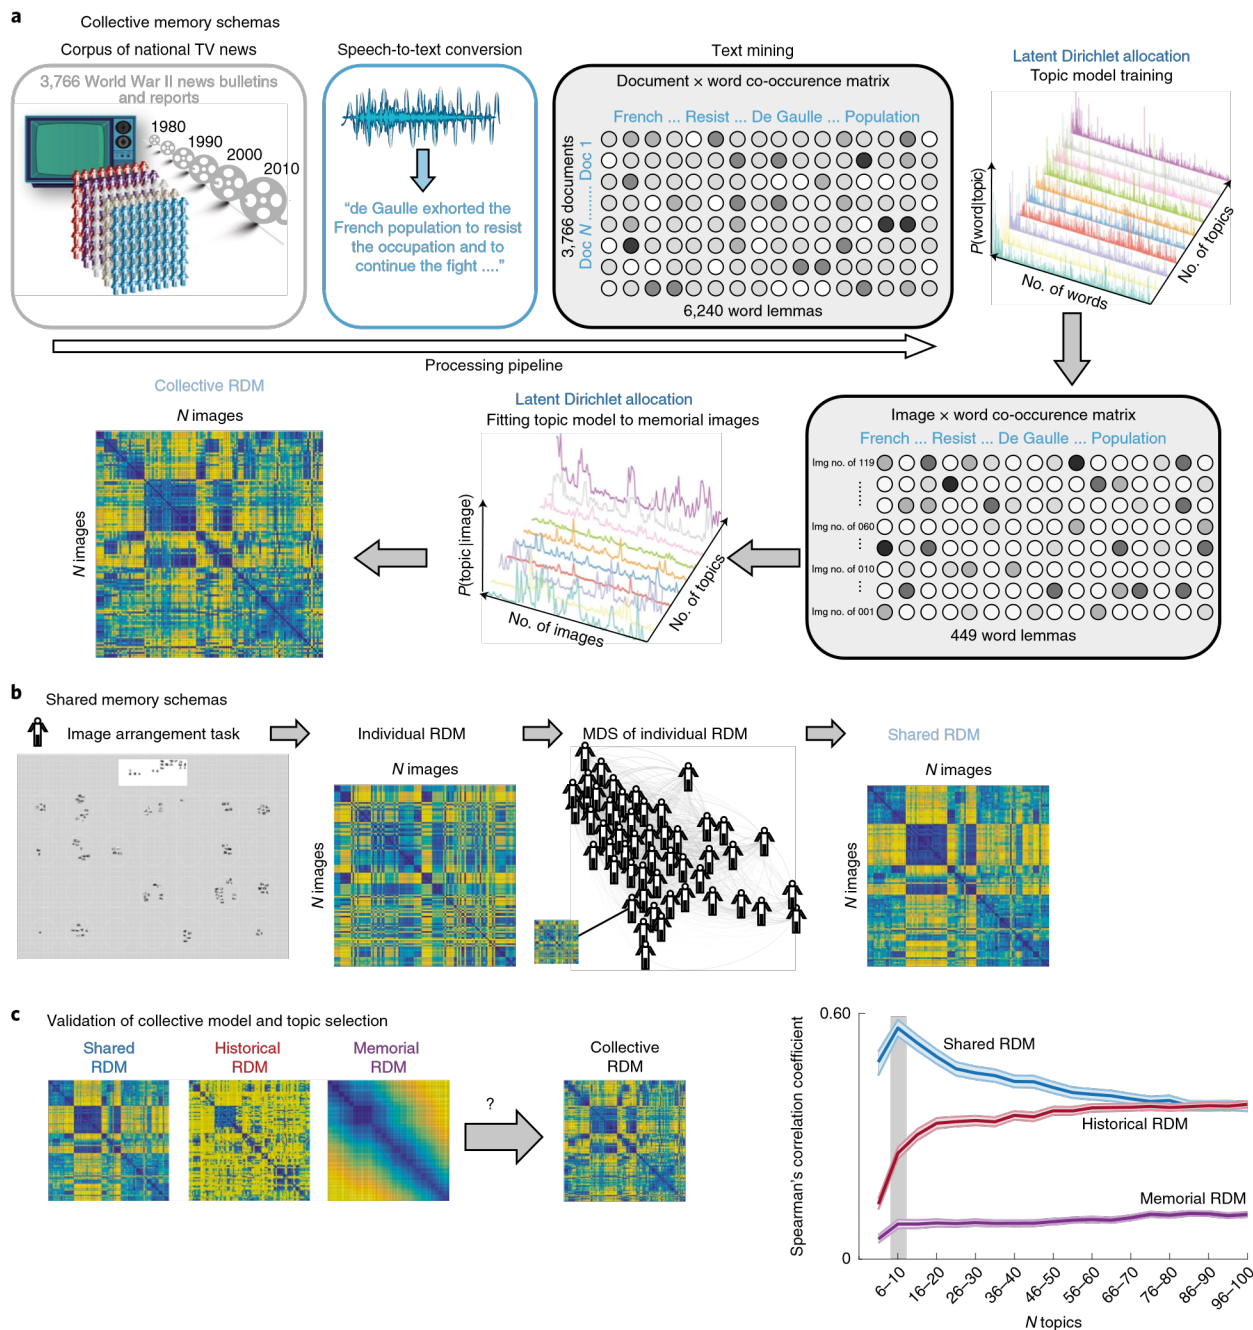 a
Collective memory schemas
Corpus of national TV news
3,766 World War II news bulletins
and reports
1980
1990
2000
2010
Speech-to-text conversion
“de Gaulle exhorted the
French population to resist
the occupation and to
continue the fight ....”
Text mining
Document × word co-occurence matrix
French ... Resist ... De Gaulle ... Population
3,766 documents
Doc N ......... Doc 1
6,240 word lemmas
Latent Dirichlet allocation
Topic model training
P(word|topic)
No. of words
No. of topics
Processing pipeline
Collective RDM
N images
N images
Latent Dirichlet allocation
Fitting topic model to memorial images
P(topic|image)
No. of images
No. of topics
Image × word co-occurence matrix
French ... Resist ... De Gaulle ... Population
Img no. of 119
Img no. of 060
Img no. of 010
Img no. of 001
449 word lemmas
b
Shared memory schemas
Image arrangement task
Individual RDM
N images
N images
MDS of individual RDM
Shared RDM
N images
N images
c
Validation of collective model and topic selection
Shared
RDM
Historical
RDM
Memorial
RDM
?
Collective
RDM
Spearman's correlation coefficient
0.60
0
Shared RDM
Historical RDM
Memorial RDM
6–10
16–20
26–30
36–40
46–50
56–60
66–70
76–80
86–90
96–100
N topics